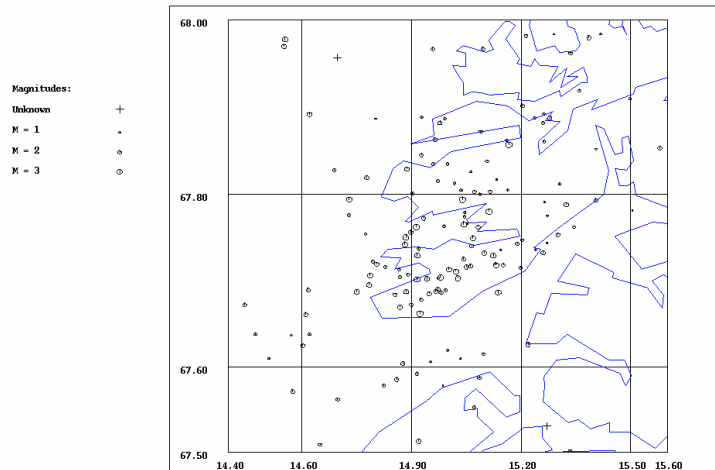 68.00
Magnitudes:
Unknown
M = 1
M = 2
M = 3
67.80
67.60
67.50
14.40 14.60 14.90 15.20 15.50 15.60